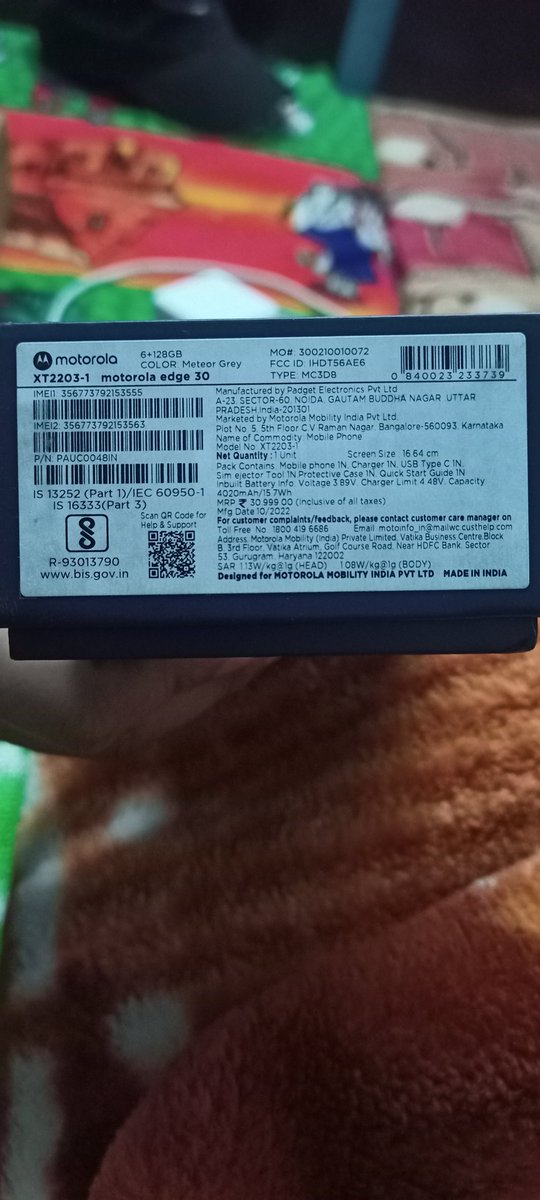 motorola
6+128GB
COLOR: Meteor Grey
MO#: 300210010072
FCC ID: IHDT56AE6
TYPE: MC3D8
0 840023 233739
XT2203-1 motorola edge 30
IMEI1: 356773792153555
IMEI2: 356773792153563
P/N: PAUC0048IN
IS 13252 (Part 1)/IEC 60950-1
IS 16333(Part 3)
Scan QR Code for
Help & Support
R-93013790
www.bis.gov.in
Manufactured by Padget Electronics Pvt Ltd
A-23, SECTOR-60, NOIDA, GAUTAM BUDDHA NAGAR, UTTAR
PRADESH,India-201301
Marketed by Motorola Mobility India Pvt Ltd.
Plot No. 5, 5th Floor C.V Raman Nagar, Bangalore-560093, Karnataka
Name of Commodity: Mobile Phone
Model No: XT2203-1
Net Quantity : 1 Unit Screen Size: 16.64 cm
Pack Contains: Mobile phone 1N, Charger 1N, USB Type C 1N,
Sim ejector Tool 1N Protective Case 1N, Quick Start Guide 1N
Inbuilt Battery Info: Voltage 3.89V Charger Limit 4.48V, Capacity
4020mAh/15.7Wh
MRP ₹ 30,999.00 (Inclusive of all taxes)
Mfg Date 10/2022
For customer complaints/feedback, please contact customer care manager on
Toll Free No: 1800 419 6686 Email: motoinfo_in@mailwc.custhelp.com
Address: Motorola Mobility (India) Private Limited, Vatika Business Centre,Block
B, 3rd Floor, Vatika Atrium, Golf Course Road, Near HDFC Bank, Sector
53, Gurugram, Haryana 122002
SAR: 1.13W/kg@1g (HEAD) 1.08W/kg@1g (BODY)
Designed for MOTOROLA MOBILITY INDIA PVT LTD MADE IN INDIA